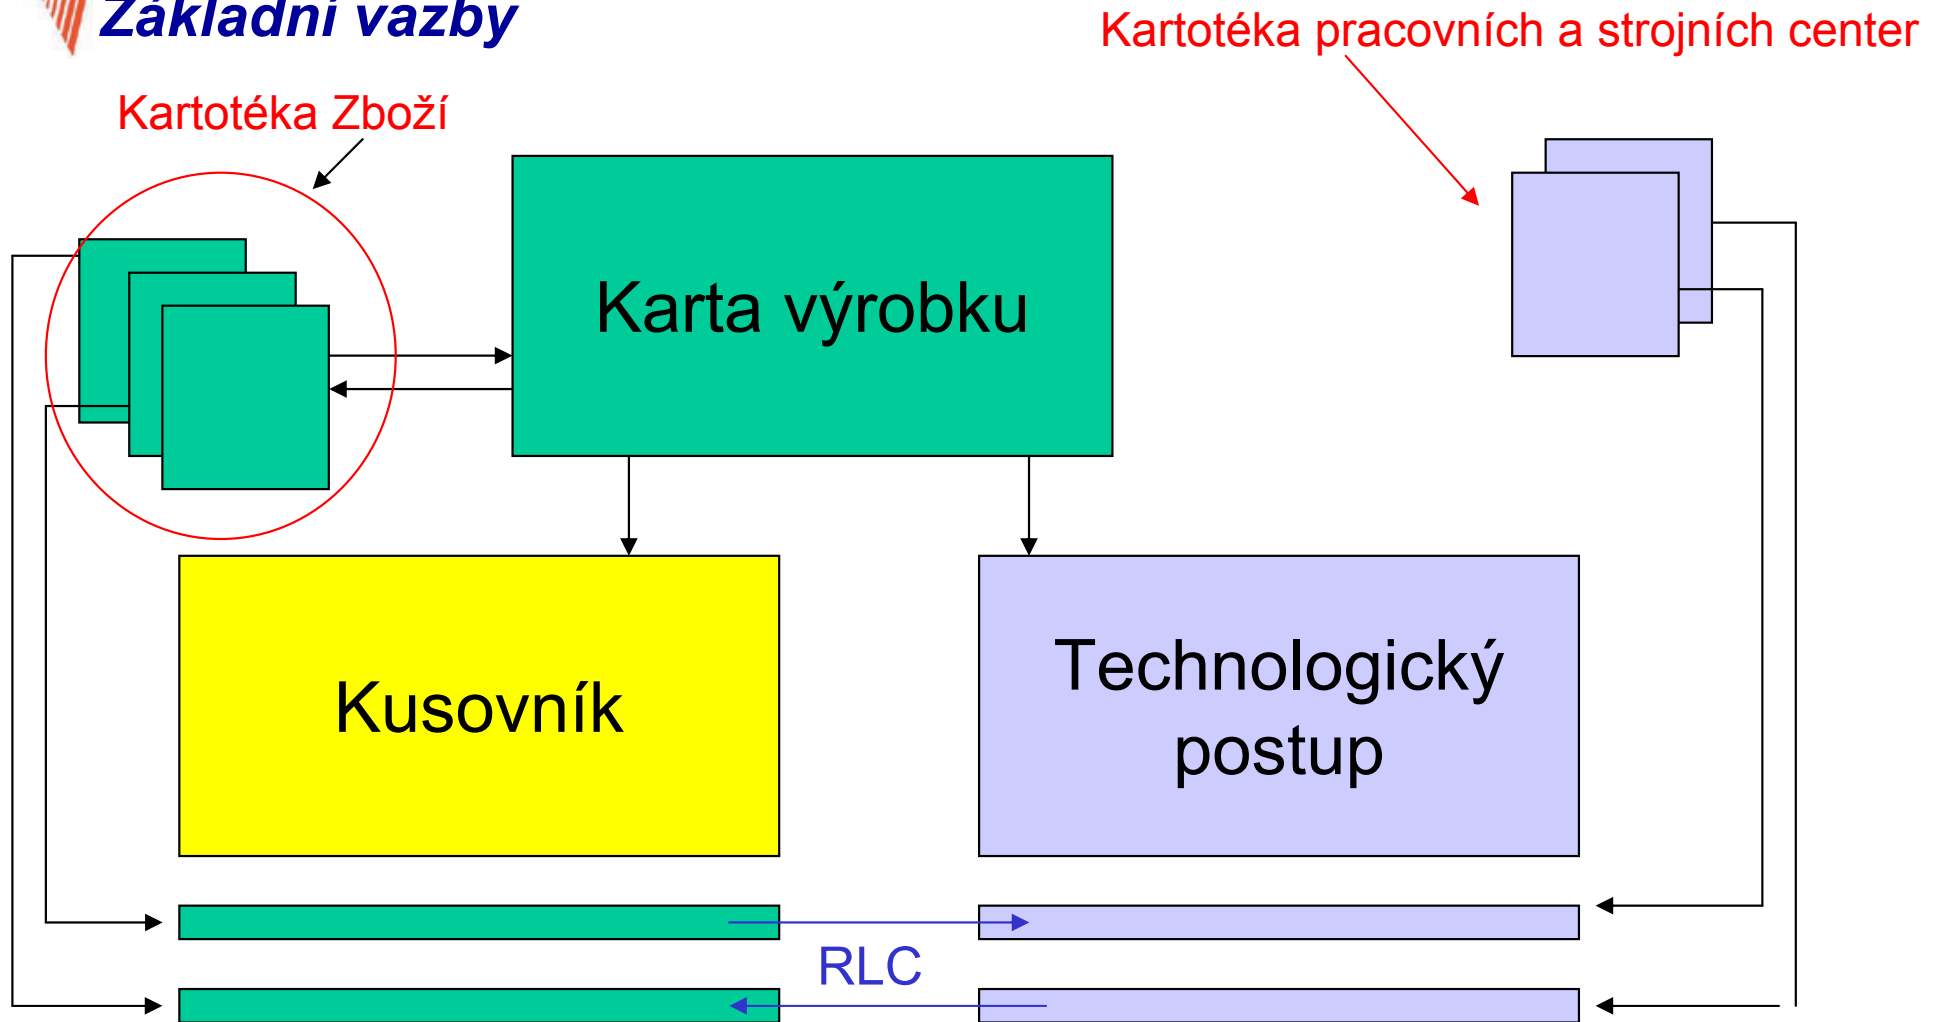 Základní vazby
Kartotéka pracovních a strojních center
Kartotéka Zboží
Karta výrobku
Kusovník
Technologický
postup
RLC